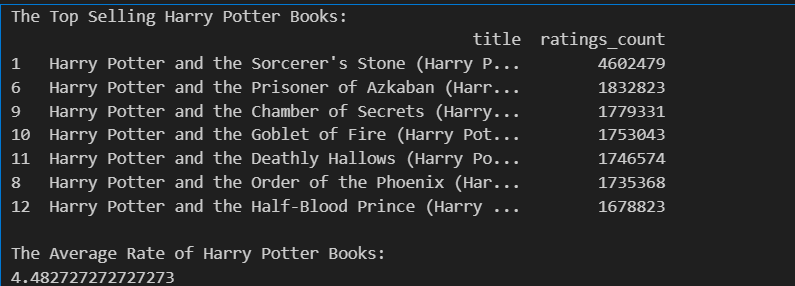 The Top Selling Harry Potter Books:
title ratings_count
1 Harry Potter and the Sorcerer's Stone (Harry P... 4602479
6 Harry Potter and the Prisoner of Azkaban (Harr... 1832823
9 Harry Potter and the Chamber of Secrets (Harry... 1779331
10 Harry Potter and the Goblet of Fire (Harry Pot... 1753043
11 Harry Potter and the Deathly Hallows (Harry Po... 1746574
8 Harry Potter and the Order of the Phoenix (Har... 1735368
12 Harry Potter and the Half-Blood Prince (Harry ... 1678823
The Average Rate of Harry Potter Books:
4.482727272727273